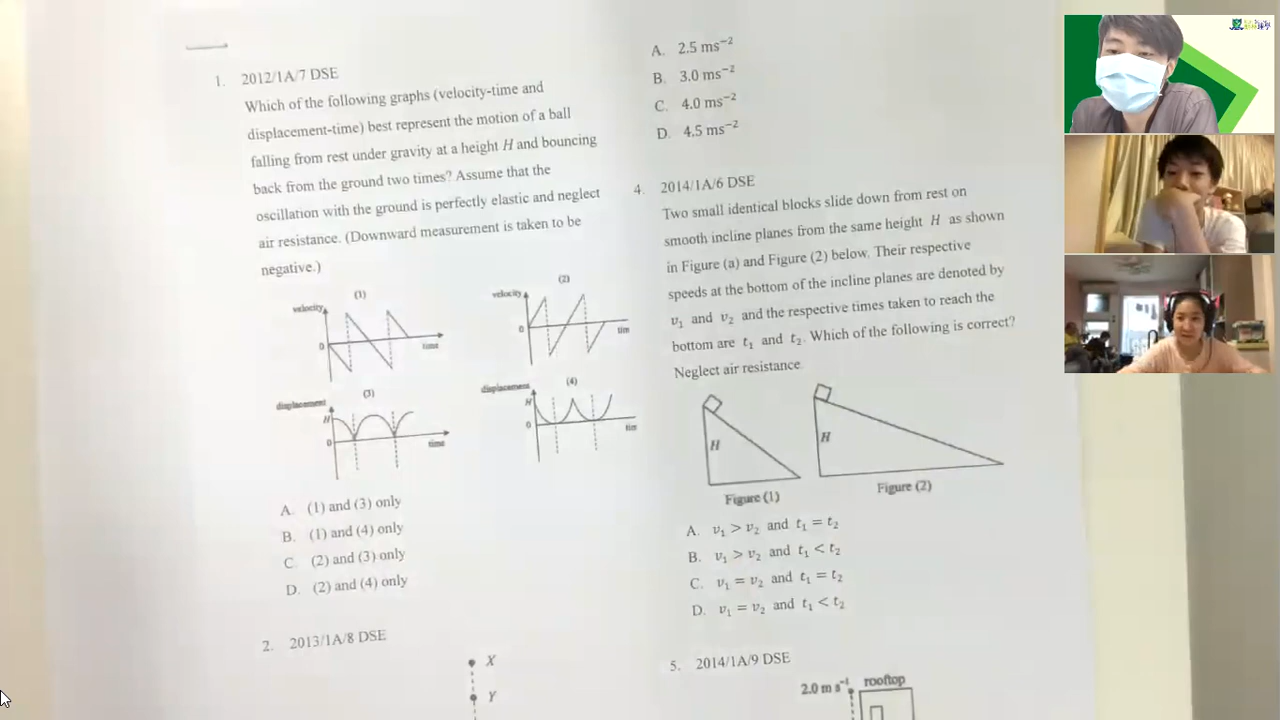 1. 2012/1A/7 DSE
Which of the following graphs (velocity-time and
displacement-time) best represent the motion of a ball
falling from rest under gravity at a height H and bouncing
back from the ground two times? Assume that the
oscillation with the ground is perfectly elastic and neglect
air resistance. (Downward measurement is taken to be
negative.)
(1)
velocity
0
time
(2)
velocity
0
tim
(3)
displacement
H
0
time
(4)
displacement
H
0
tim
A. (1) and (3) only
B. (1) and (4) only
C. (2) and (3) only
D. (2) and (4) only
2. 2013/1A/8 DSE
X
Y
A. 2.5 ms⁻²
B. 3.0 ms⁻²
C. 4.0 ms⁻²
D. 4.5 ms⁻²
4. 2014/1A/6 DSE
Two small identical blocks slide down from rest on
smooth incline planes from the same height H as shown
in Figure (a) and Figure (2) below. Their respective
speeds at the bottom of the incline planes are denoted by
v₁ and v₂ and the respective times taken to reach the
bottom are t₁ and t₂. Which of the following is correct?
Neglect air resistance
H
Figure (1)
H
Figure (2)
A. v₁ > v₂ and t₁ = t₂
B. v₁ > v₂ and t₁ < t₂
C. v₁ = v₂ and t₁ = t₂
D. v₁ = v₂ and t₁ < t₂
5. 2014/1A/9 DSE
2.0 m s⁻¹ rooftop